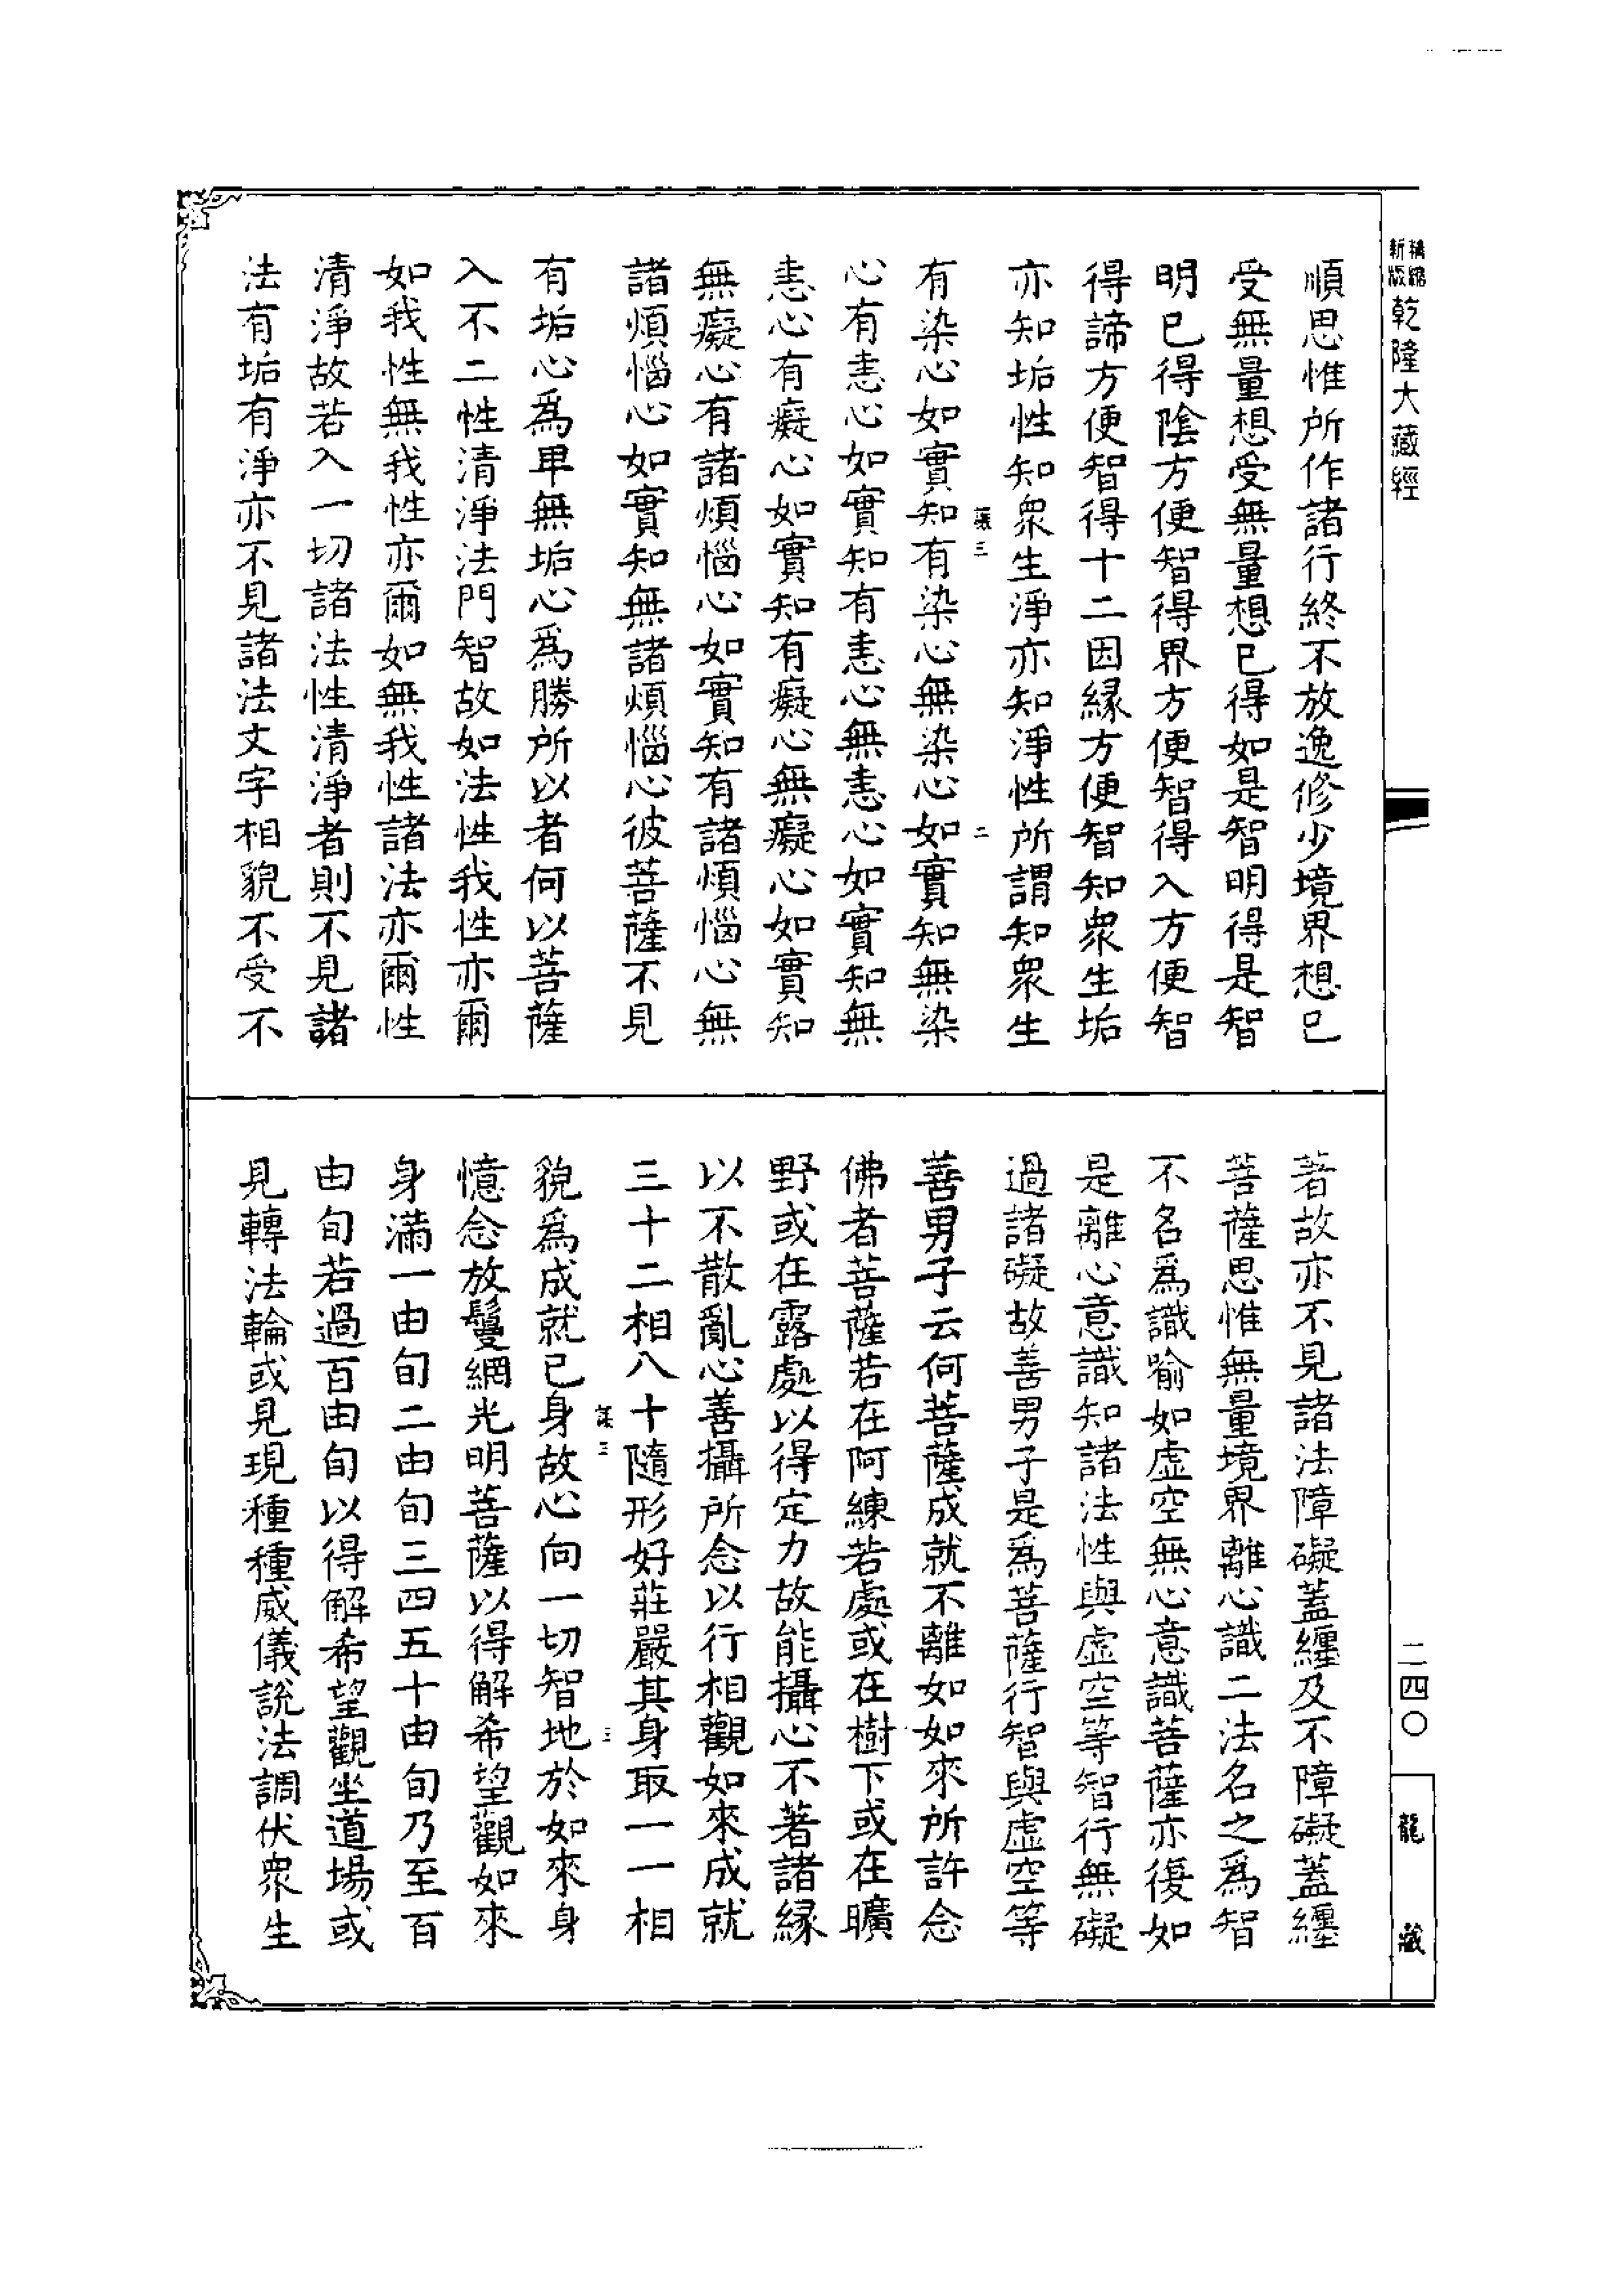 新版 精縮 乾隆大藏經
順思惟所作諸行終不放逸修少境界想已
受無量想受無量想已得如是智明得是智
明已得陰方便智得界方便智得入方便智
得諦方便智得十二因緣方便智知衆生垢
亦知垢性知衆生淨亦知淨性所謂知衆生
有染心如實知有染心無染心如實知無染
心有恚心如實知有恚心無恚心如實知無
恚心有癡心如實知有癡心無癡心如實知
無癡心有諸煩惱心如實知有諸煩惱心無
諸煩惱心如實知無諸煩惱心彼菩薩不見
有垢心爲卑無垢心爲勝所以者何以菩薩
入不二性清淨法門智故如法性我性亦爾
如我性無我性亦爾如無我性諸法亦爾性
清淨故若入一切諸法性清淨者則不見諸
法有垢有淨亦不見諸法文字相貌不受不
三
二
著故亦不見諸法障礙蓋纏及不障礙蓋纏
菩薩思惟無量境界離心識二法名之爲智
不名爲識喻如虛空無心意識菩薩亦復如
是離心意識知諸法性與虛空等智行無礙
過諸礙故善男子是爲菩薩行智與虛空等
善男子云何菩薩成就不離如如來所許念
佛者菩薩若在阿練若處或在樹下或在曠
野或在露處以得定力故能攝心不著諸緣
以不散亂心善攝所念以行相觀如來成就
三十二相八十隨形好莊嚴其身取一一相
貌爲成就已身故心向一切智地於如來身
憶念放鬘網光明菩薩以得解希望觀如來
身滿一由旬二由旬三四五十由旬乃至百
由旬若過百由旬以得解希望觀坐道場或
見轉法輪或見現種種威儀說法調伏衆生
三
三
二四〇
龍藏